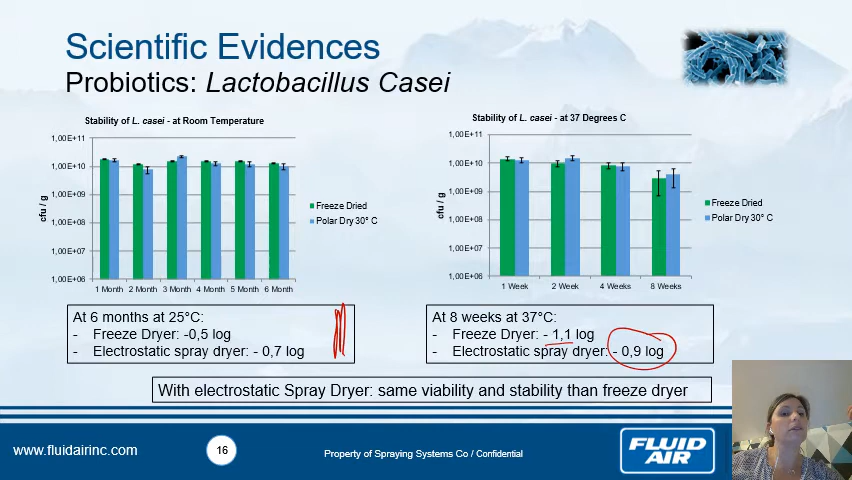 Scientific Evidences
Probiotics: Lactobacillus Casei
Stability of L. casei - at Room Temperature
1,00E+11
1,00E+10
1,00E+09
1,00E+08
1,00E+07
1,00E+06
cfu / g
1 Month 2 Month 3 Month 4 Month 5 Month 6 Month
Freeze Dried
Polar Dry 30° C
Stability of L. casei - at 37 Degrees C
1,00E+11
1,00E+10
1,00E+09
1,00E+08
1,00E+07
1,00E+06
cfu / g
1 Week 2 Week 4 Weeks 8 Weeks
Freeze Dried
Polar Dry 30° C
At 6 months at 25°C:
- Freeze Dryer: -0,5 log
- Electrostatic spray dryer: - 0,7 log
At 8 weeks at 37°C:
- Freeze Dryer: - 1,1 log
- Electrostatic spray dryer: - 0,9 log
With electrostatic Spray Dryer: same viability and stability than freeze dryer
www.fluidairinc.com
16
Property of Spraying Systems Co / Confidential
FLUID
AIR